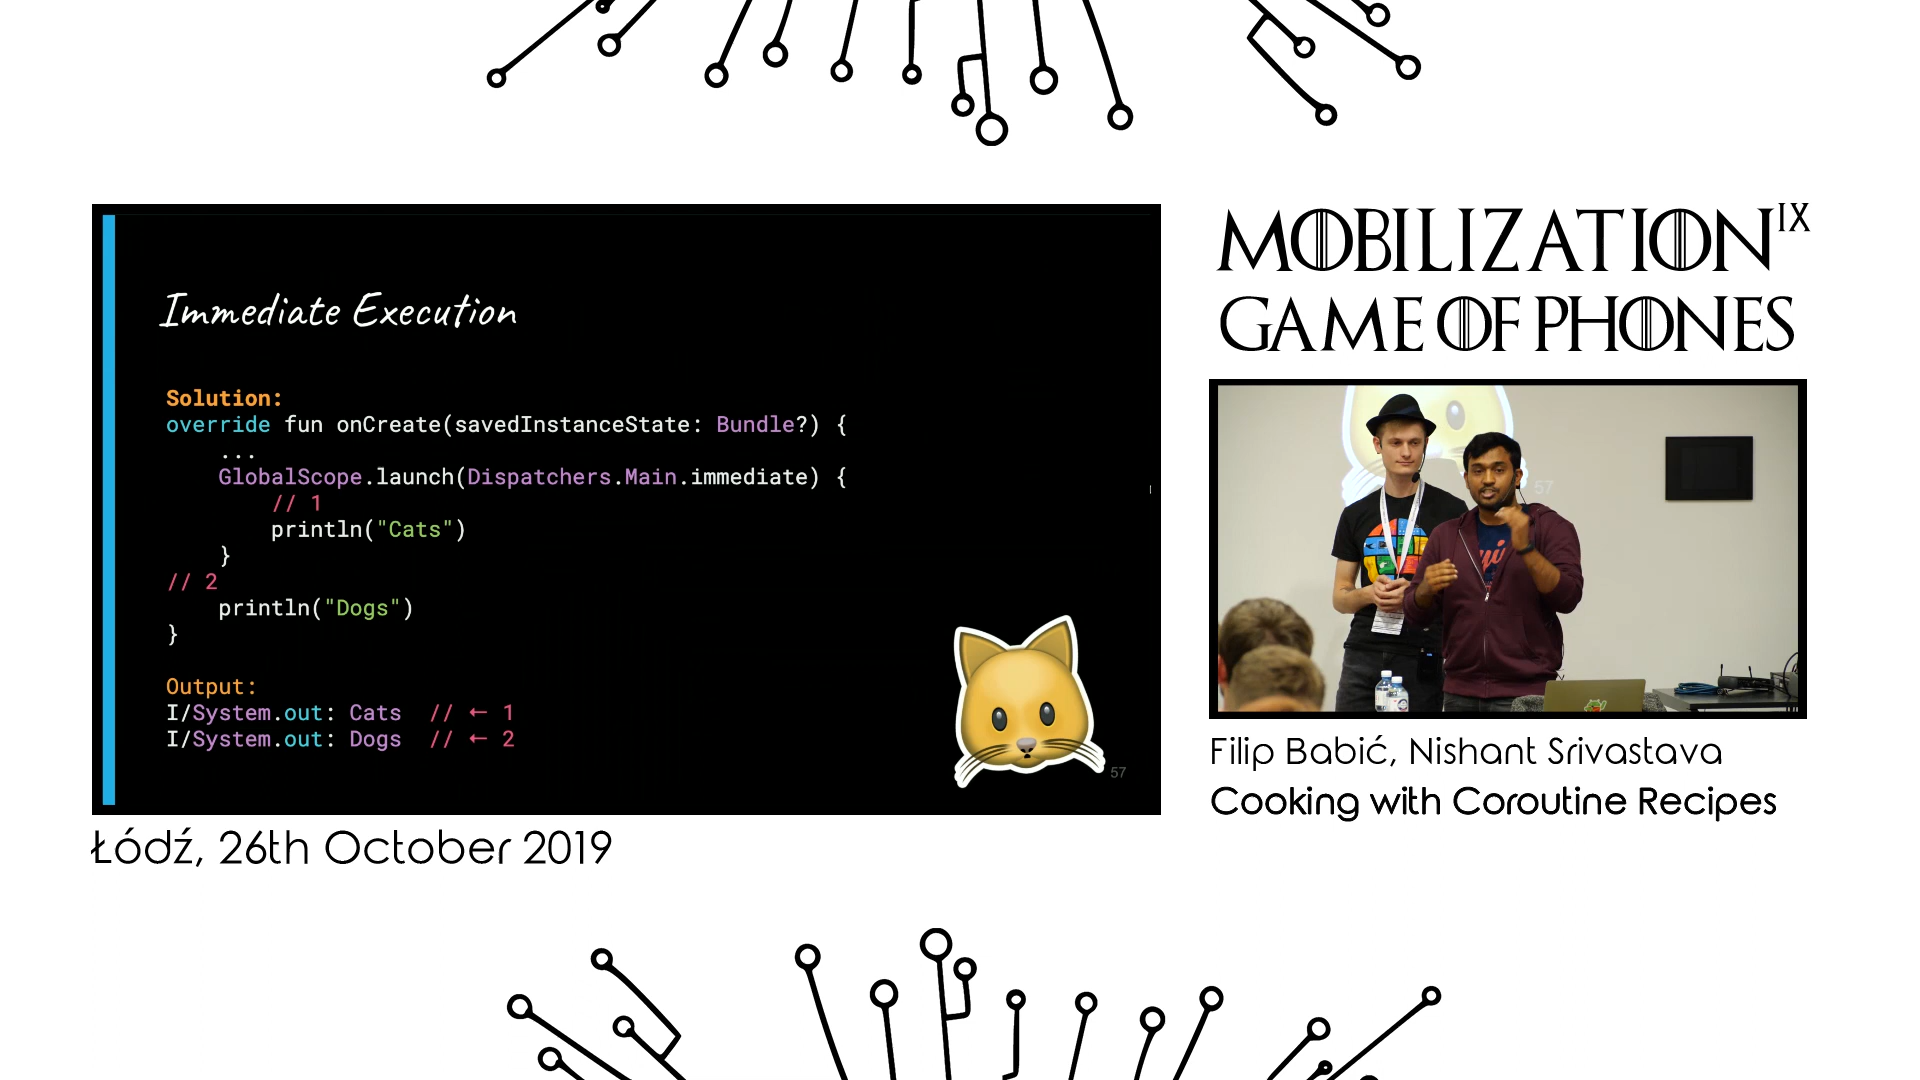 MOBILIZATION IX
GAME OF PHONES
Immediate Execution
Solution:
override fun onCreate(savedInstanceState: Bundle?) {
    ...
    GlobalScope.launch(Dispatchers.Main.immediate) {
        // 1
        println("Cats")
    }
// 2
    println("Dogs")
}
Output:
I/System.out: Cats  // ← 1
I/System.out: Dogs  // ← 2
57
57
Filip Babić, Nishant Srivastava
Cooking with Coroutine Recipes
Łódź, 26th October 2019